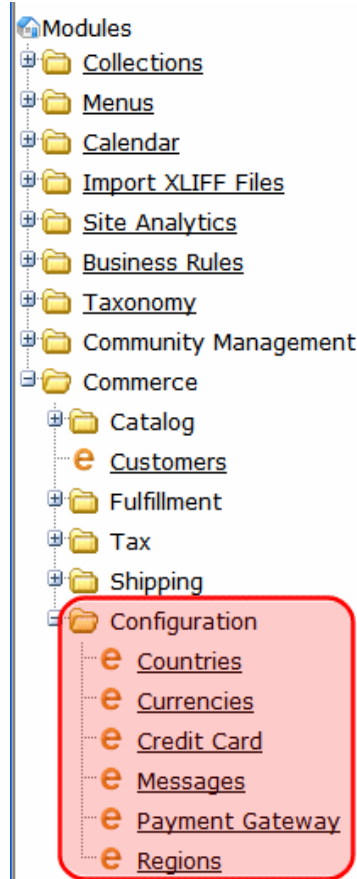 Modules
Collections
Menus
Calendar
Import XLIFF Files
Site Analytics
Business Rules
Taxonomy
Community Management
Commerce
Catalog
e Customers
Fulfillment
Tax
Shipping
Configuration
e Countries
e Currencies
e Credit Card
e Messages
e Payment Gateway
e Regions